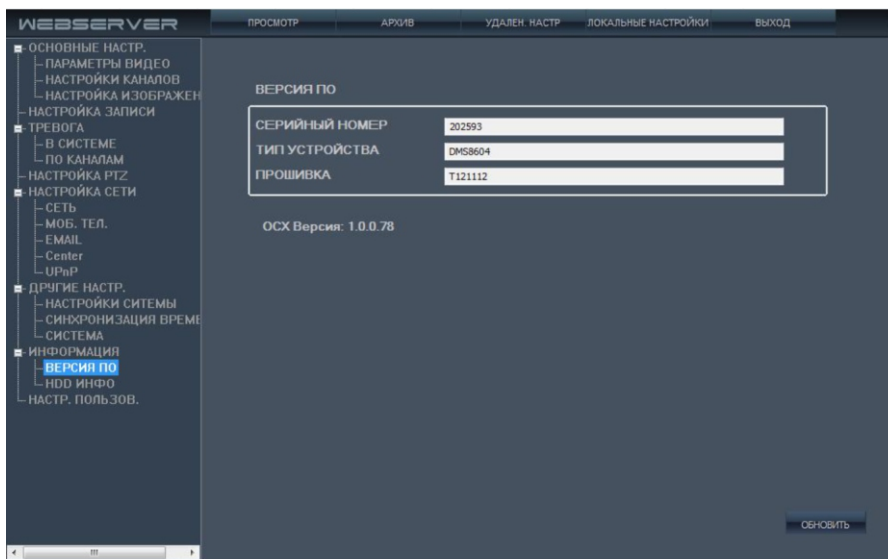 WEBSERVER
ПРОСМОТР АРХИВ УДАЛЕН. НАСТР ЛОКАЛЬНЫЕ НАСТРОЙКИ ВЫХОД
ОСНОВНЫЕ НАСТР.
ПАРАМЕТРЫ ВИДЕО
НАСТРОЙКИ КАНАЛОВ
НАСТРОЙКА ИЗОБРАЖЕН
НАСТРОЙКА ЗАПИСИ
ТРЕВОГА
В СИСТЕМЕ
ПО КАНАЛАМ
НАСТРОЙКА PTZ
НАСТРОЙКА СЕТИ
СЕТЬ
МОБ. ТЕЛ.
EMAIL
Center
UPnP
ДРУГИЕ НАСТР.
НАСТРОЙКИ СИТЕМЫ
СИНХРОНИЗАЦИЯ ВРЕМЕ
СИСТЕМА
ИНФОРМАЦИЯ
ВЕРСИЯ ПО
HDD ИНФО
НАСТР. ПОЛЬЗОВ.
ВЕРСИЯ ПО
СЕРИЙНЫЙ НОМЕР 202593
ТИП УСТРОЙСТВА DMS8604
ПРОШИВКА T121112
OCX Версия: 1.0.0.78
ОБНОВИТЬ